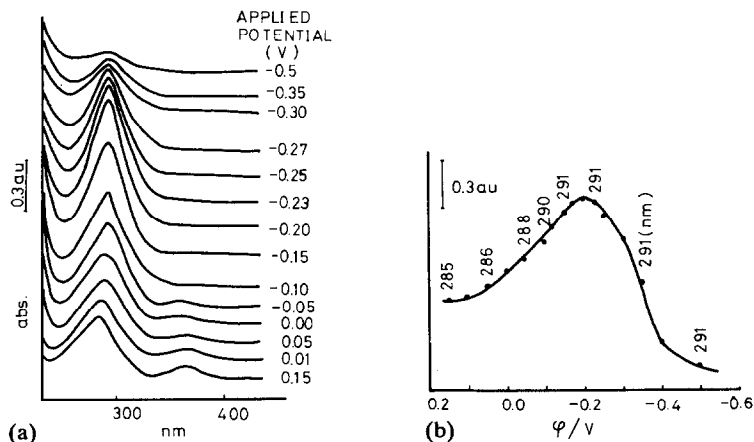 APPLIED
POTENTIAL
(V)
-0.5
-0.35
-0.30
-0.27
-0.25
-0.23
-0.20
-0.15
-0.10
-0.05
0.00
0.05
0.01
0.15
0.3au
abs.
300
400
nm
(a)
0.3au
285
286
288
290
291
291
291(nm)
291
0.2
0.0
-0.2
-0.4
-0.6
φ/V
(b)